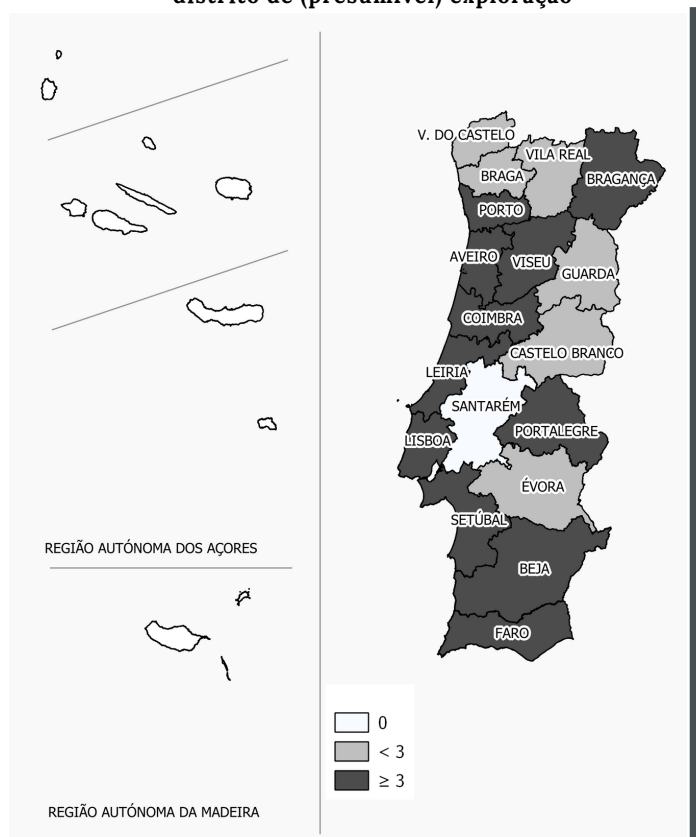 distrito de (presumível) exploração
V. DO CASTELO
VILA REAL
BRAGA
BRAGANÇA
PORTO
AVEIRO
VISEU
GUARDA
COIMBRA
CASTELO BRANCO
LEIRIA
SANTARÉM
PORTALEGRE
LISBOA
ÉVORA
SETÚBAL
BEJA
FARO
REGIÃO AUTÓNOMA DOS AÇORES
REGIÃO AUTÓNOMA DA MADEIRA
0
< 3
≥ 3